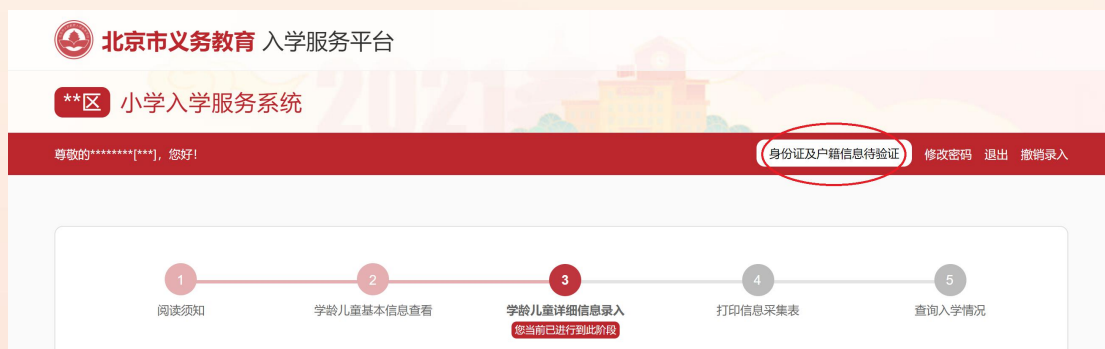 北京市义务教育 入学服务平台
**区 小学入学服务系统
2021
尊敬的********[***]，您好！ 身份证及户籍信息待验证 修改密码 退出 撤销录入
1 2 3 4 5
阅读须知 学龄儿童基本信息查看 学龄儿童详细信息录入 打印信息采集表 查询入学情况
您当前已进行到此阶段